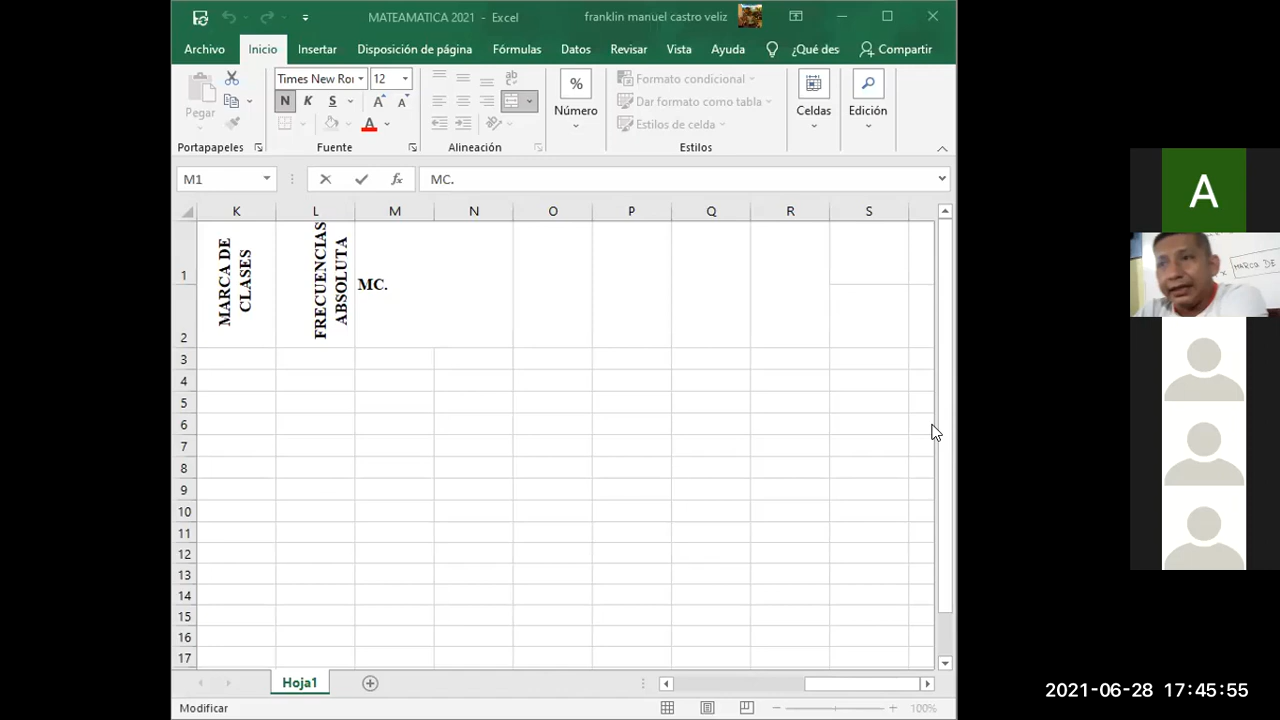 MATEAMATICA 2021 - Excel
franklin manuel castro veliz
Archivo Inicio Insertar Disposición de página Fórmulas Datos Revisar Vista Ayuda ¿Qué des Compartir
Pegar
Times New Ror 12
N K S A A
ab
%
Número
Formato condicional
Dar formato como tabla
Estilos de celda
Celdas
Edición
Portapapeles Fuente Alineación Estilos
M1 fx MC.
K L M N O P Q R S
1
2
MARCA DE
CLASES
FRECUENCIAS
ABSOLUTA
MC.
3
4
5
6
7
8
9
10
11
12
13
14
15
16
17
Hoja1
Modificar 100%
A
x MARCA DE
2021-06-28 17:45:55